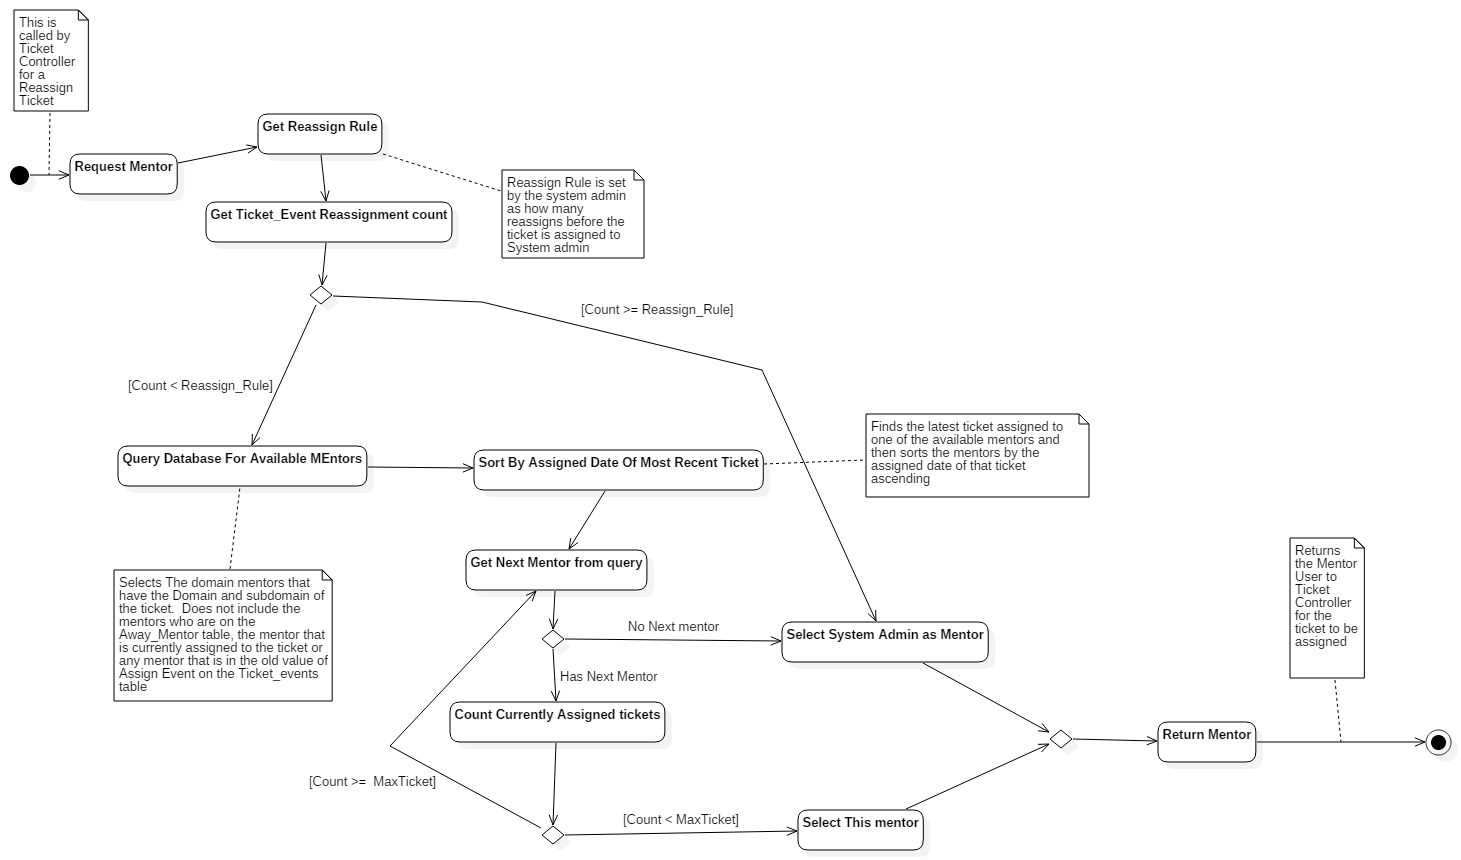 This is
called by
Ticket
Controller
for a
Reassign
Ticket
Get Reassign Rule
Request Mentor
Reassign Rule is set
by the system admin
as how many
reassigns before the
ticket is assigned to
System admin
Get Ticket_Event Reassignment count
[Count >= Reassign_Rule]
[Count < Reassign_Rule]
Query Database For Available MEntors
Sort By Assigned Date Of Most Recent Ticket
Finds the latest ticket assigned to
one of the available mentors and
then sorts the mentors by the
assigned date of that ticket
ascending
Get Next Mentor from query
Returns
the Mentor
User to
Ticket
Controller
for the
ticket to be
assigned
Selects The domain mentors that
have the Domain and subdomain of
the ticket.  Does not include the
mentors who are on the
Away_Mentor table, the mentor that
is currently assigned to the ticket or
any mentor that is in the old value of
Assign Event on the Ticket_events
table
No Next mentor
Select System Admin as Mentor
Has Next Mentor
Count Currently Assigned tickets
Return Mentor
[Count >=  MaxTicket]
[Count < MaxTicket]
Select This mentor